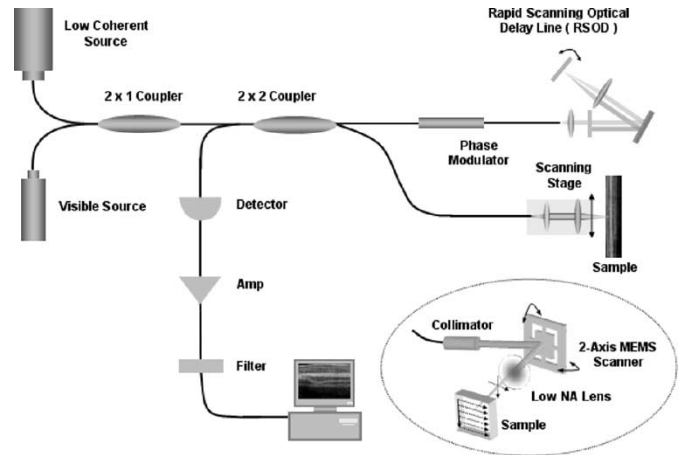 Rapid Scanning Optical
Delay Line ( RSOD )
Low Coherent
Source
2 x 1 Coupler
2 x 2 Coupler
Phase
Modulator
Scanning
Stage
Visible Source
Detector
Sample
Amp
Collimator
2-Axis MEMS
Scanner
Filter
Low NA Lens
Sample